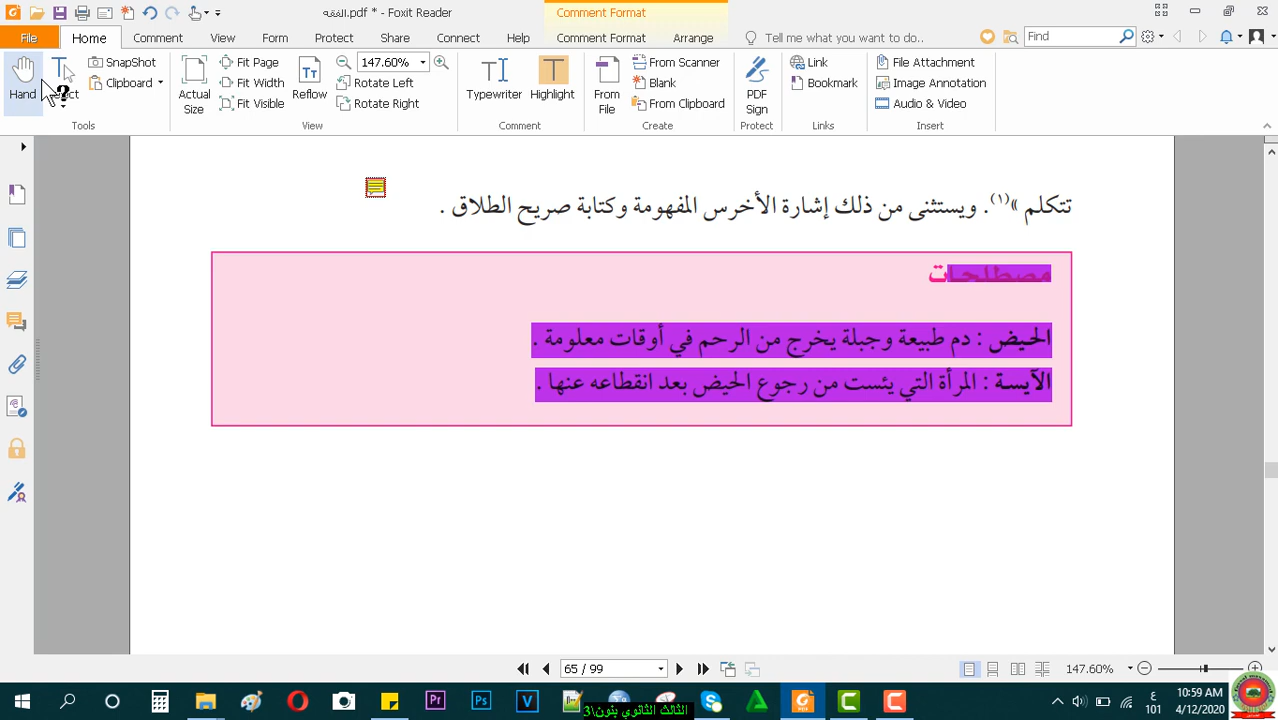 الفقه.pdf * - Foxit Reader
Comment Format
File
Home
Comment
View
Form
Protect
Share
Connect
Help
Comment Format
Arrange
Tell me what you want to do..
Find
Hand
SnapShot
Clipboard
Tools
Actual Size
Fit Page
Fit Width
Fit Visible
Reflow
147.60%
Rotate Left
Rotate Right
View
Typewriter
Highlight
Comment
From File
From Scanner
Blank
From Clipboard
Create
PDF Sign
Protect
Link
Bookmark
Links
File Attachment
Image Annotation
Audio & Video
Insert
تتكلم »(١). ويستثنى من ذلك إشارة الأخرس المفهومة وكتابة صريح الطلاق .
مصطلحات
الحيض : دم طبيعة وجبلة يخرج من الرحم في أوقات معلومة .
الآيسة : المرأة التي يئست من رجوع الحيض بعد انقطاعه عنها .
65 / 99
147.60%
الثالث الثانوي بنون\3
ع
101
10:59 AM
4/12/2020